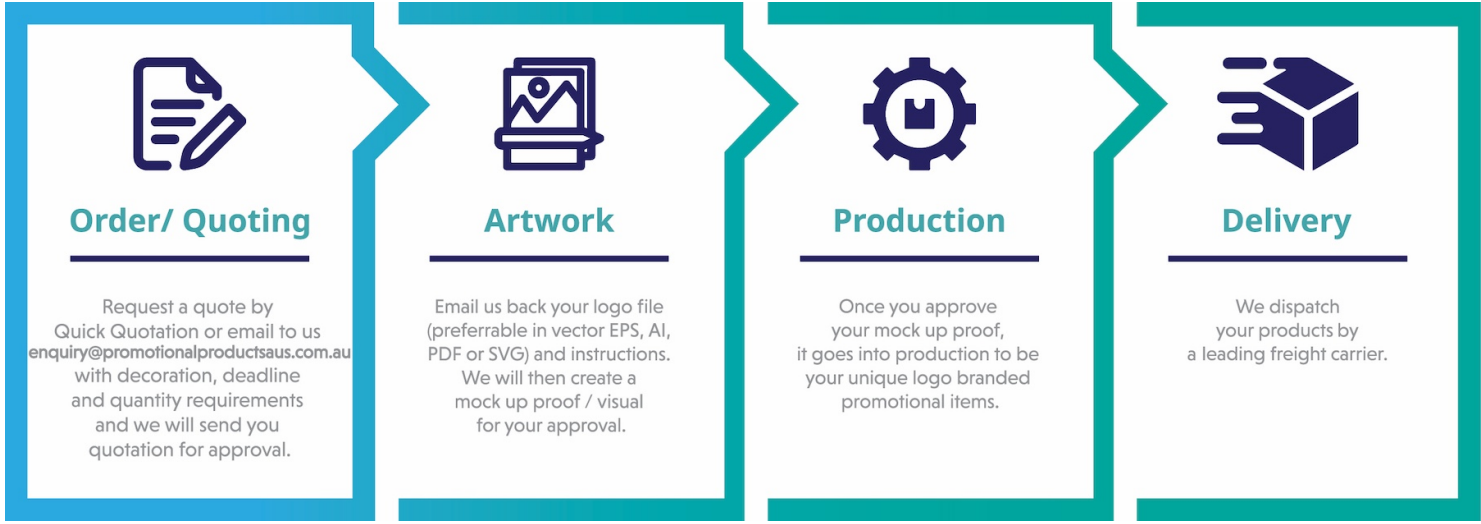 Order/ Quoting
Request a quote by
Quick Quotation or email to us
enquiry@promotionalproductsaus.com.au
with decoration, deadline
and quantity requirements
and we will send you
quotation for approval.
Artwork
Email us back your logo file
(preferrable in vector EPS, AI,
PDF or SVG) and instructions.
We will then create a
mock up proof / visual
for your approval.
Production
Once you approve
your mock up proof,
it goes into production to be
your unique logo branded
promotional items.
Delivery
We dispatch
your products by
a leading freight carrier.